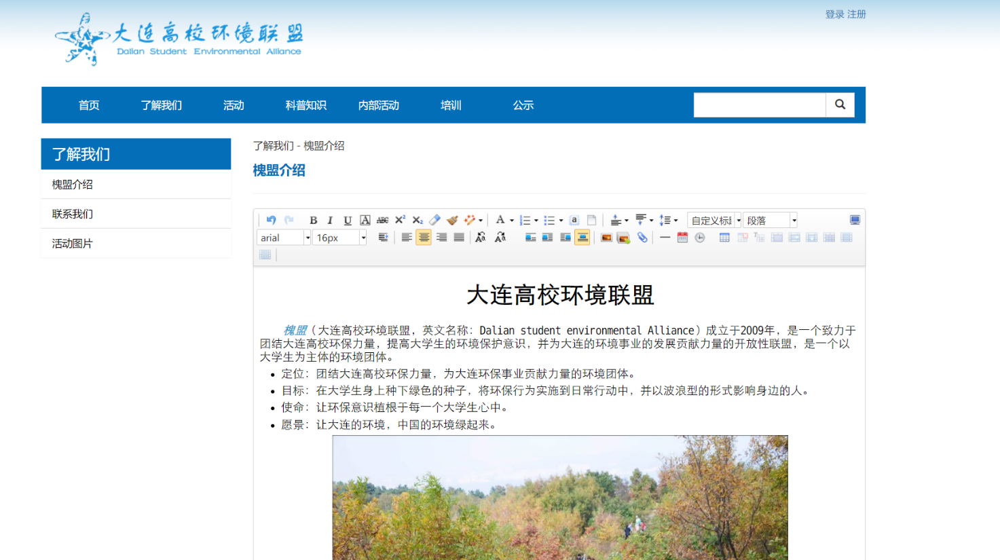 登录 注册
大连高校环境联盟
Dalian Student Environmental Alliance
首页 了解我们 活动 科普知识 内部活动 培训 公示
了解我们
槐盟介绍
联系我们
活动图片
了解我们 - 槐盟介绍
槐盟介绍
B I U A ABC X² X₂ A a 自定义标题 段落
arial 16px
大连高校环境联盟
槐盟（大连高校环境联盟，英文名称：Dalian student environmental Alliance）成立于2009年，是一个致力于
团结大连高校环保力量，提高大学生的环境保护意识，并为大连的环境事业的发展贡献力量的开放性联盟，是一个以
大学生为主体的环境团体。
定位：团结大连高校环保力量，为大连环保事业贡献力量的环境团体。
目标：在大学生身上种下绿色的种子，将环保行为实施到日常行动中，并以波浪型的形式影响身边的人。
使命：让环保意识植根于每一个大学生心中。
愿景：让大连的环境，中国的环境绿起来。